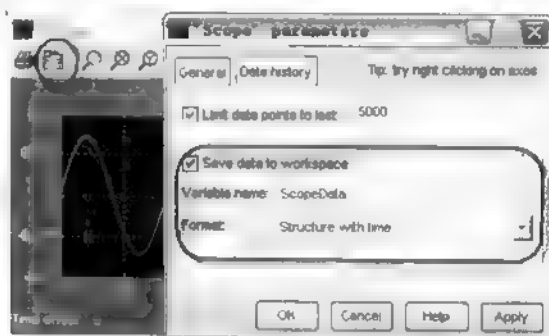 "Scope" parameters
General Data history Tip: try right clicking on axes
Limit data points to last: 5000
Save data to workspace
Variable name: ScopeData
Format: Structure with time
OK Cancel Help Apply